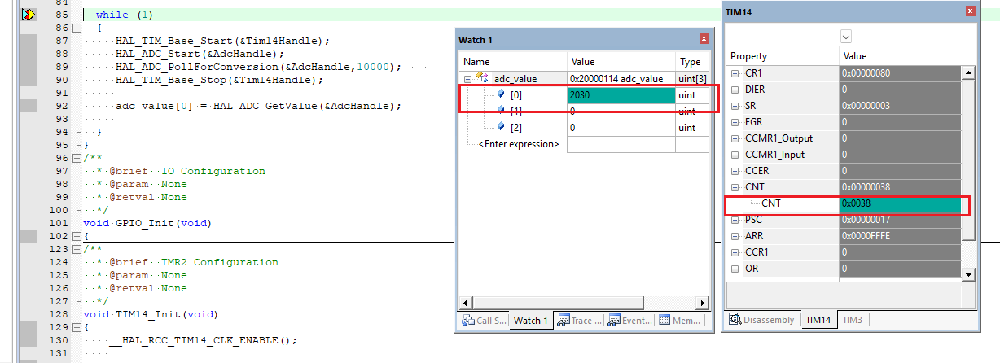 84
85 while (1)
86 {
87 HAL_TIM_Base_Start(&Tim14Handle);
88 HAL_ADC_Start(&AdcHandle);
89 HAL_ADC_PollForConversion(&AdcHandle,10000);
90 HAL_TIM_Base_Stop(&Tim14Handle);
91
92 adc_value[0] = HAL_ADC_GetValue(&AdcHandle);
93
94 }
95 }
96 /**
97 * @brief IO Configuration
98 * @param None
99 * @retval None
100 */
101 void GPIO_Init(void)
102 {
123 /**
124 * @brief TMR2 Configuration
125 * @param None
126 * @retval None
127 */
128 void TIM14_Init(void)
129 {
130 __HAL_RCC_TIM14_CLK_ENABLE();
131
Watch 1
Name Value Type
adc_value 0x20000114 adc_value uint[3]
[0] 2030 uint
[1] 0 uint
[2] 0 uint
<Enter expression>
Call S... Watch 1 Trace ... Event... Mem...
TIM14
Property Value
CR1 0x00000080
DIER 0
SR 0x00000003
EGR 0
CCMR1_Output 0
CCMR1_Input 0
CCER 0
CNT 0x00000038
CNT 0x0038
PSC 0x00000017
ARR 0x0000FFFE
CCR1 0
OR 0
Disassembly TIM14 TIM3